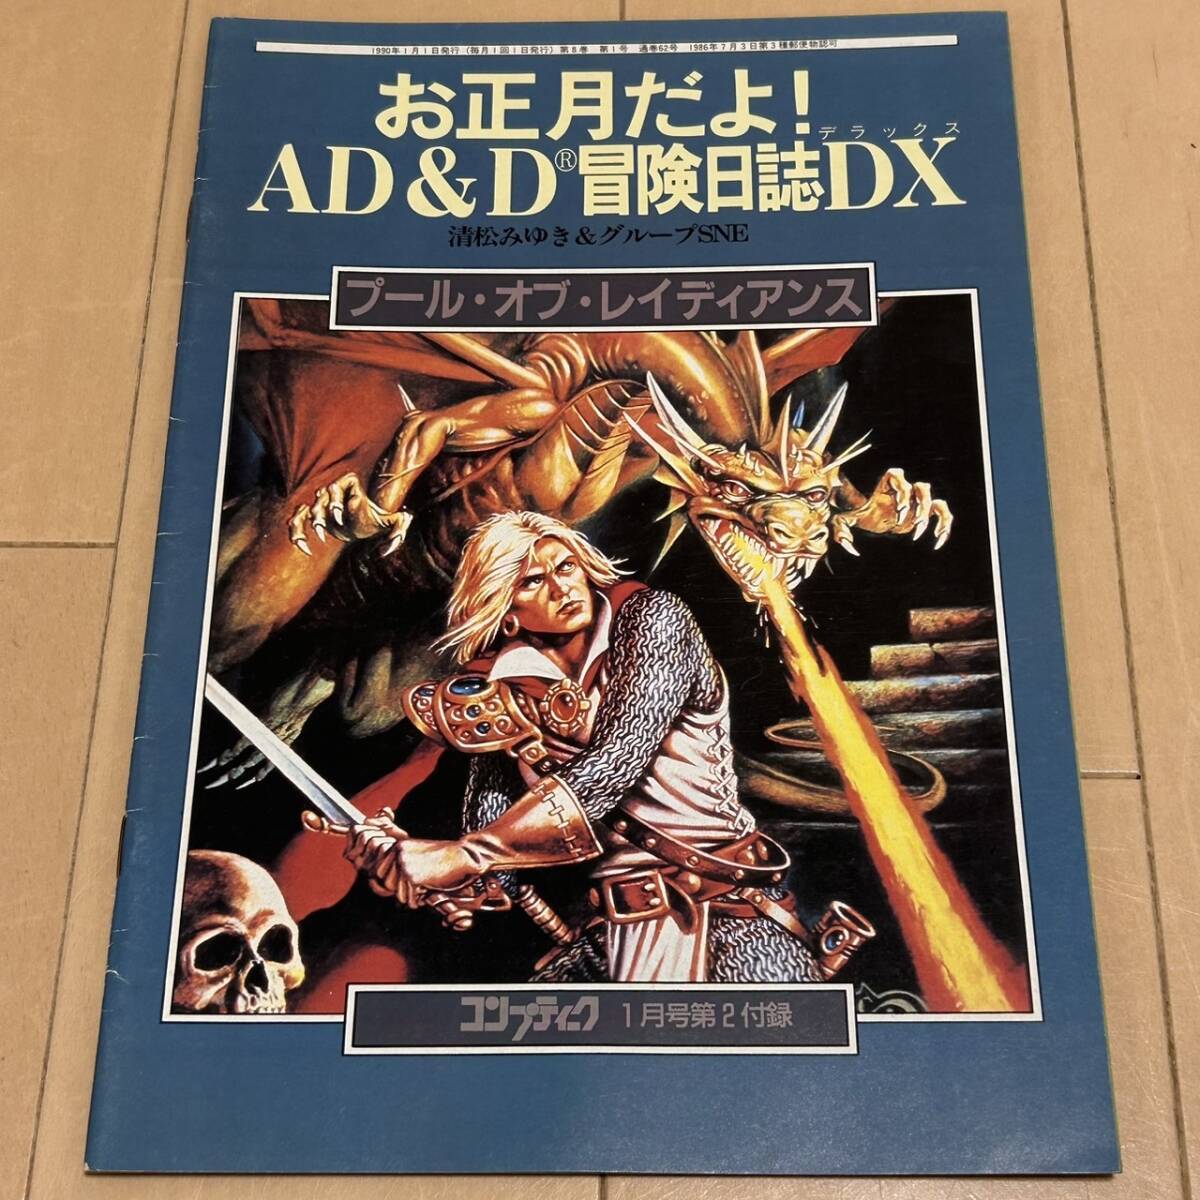 1990年1月1日発行（毎月1回1日発行）第8巻 第1号 通巻62号 1986年7月3日第3種郵便物認可
お正月だよ！
デラックス
AD&D®冒険日誌DX
清松みゆき＆グループSNE
プール・オブ・レイディアンス
コンプティーク 1月号第2付録